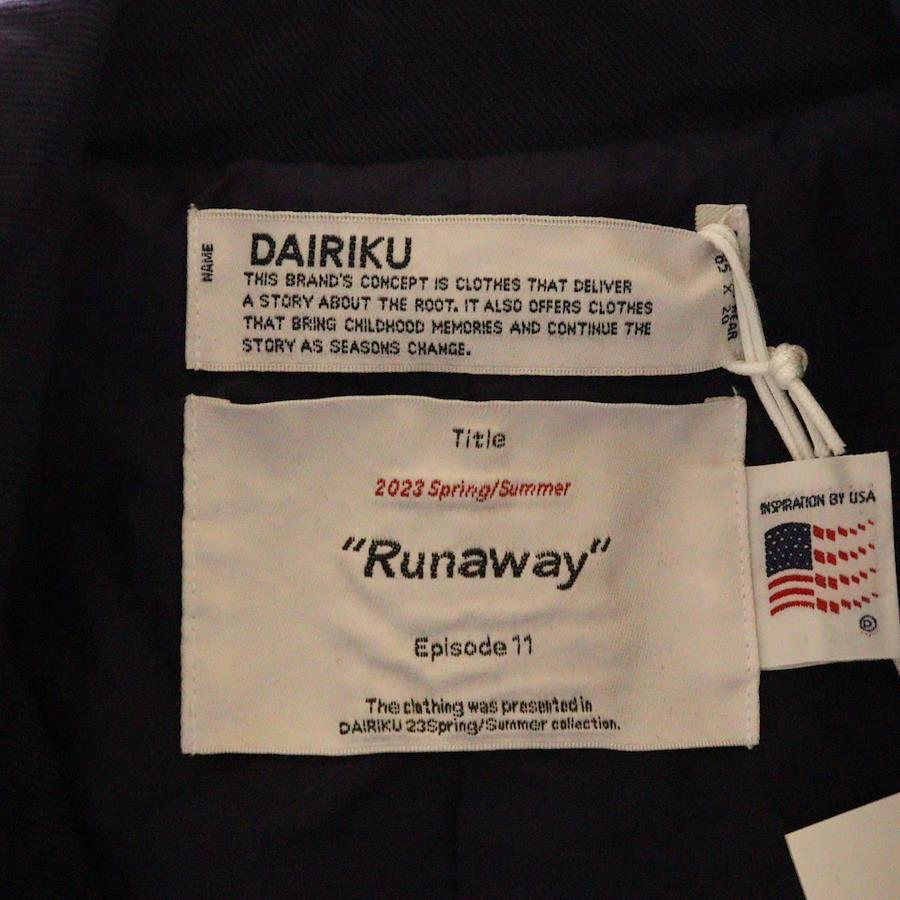 NAME
DAIRIKU
THIS BRAND'S CONCEPT IS CLOTHES THAT DELIVER
A STORY ABOUT THE ROOT. IT ALSO OFFERS CLOTHES
THAT BRING CHILDHOOD MEMORIES AND CONTINUE THE
STORY AS SEASONS CHANGE.
Title
2023 Spring/Summer
“Runaway”
Episode 11
The clothing was presented in
DAIRIKU 23Spring/Summer collection.
INSPIRATION BY USA